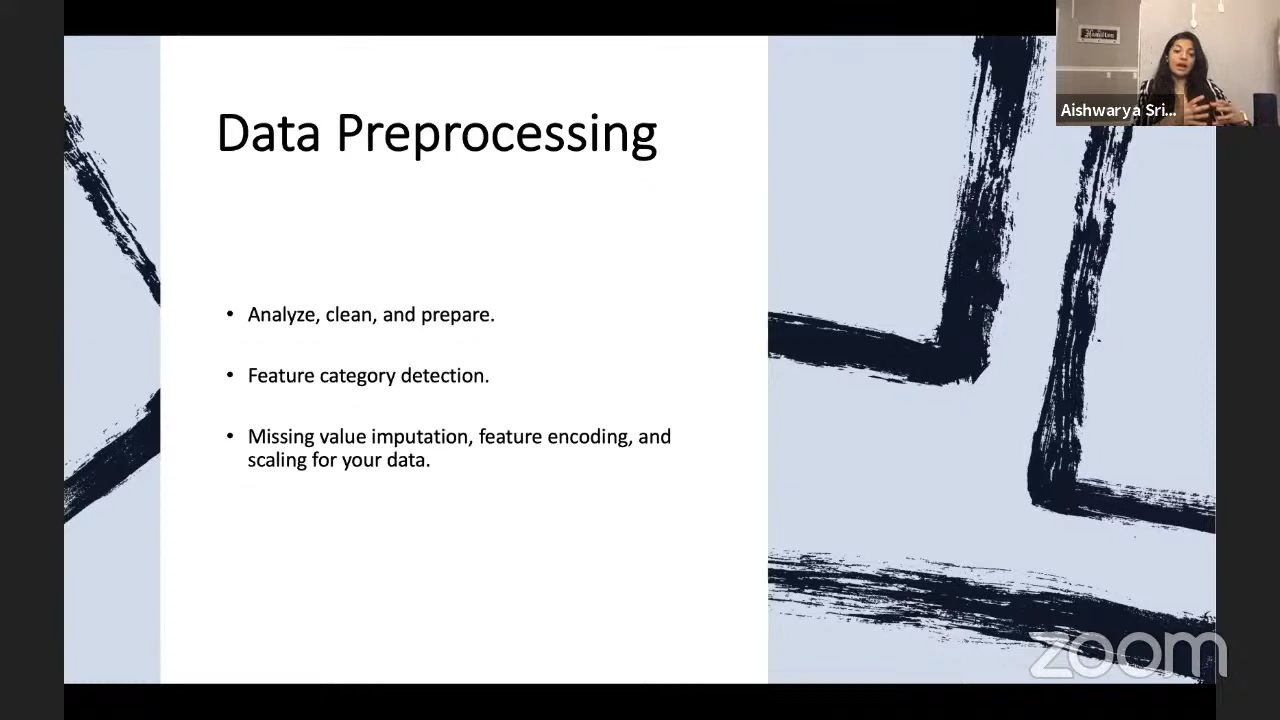 Data Preprocessing
• Analyze, clean, and prepare.
• Feature category detection.
• Missing value imputation, feature encoding, and
scaling for your data.
Hamilton
Aishwarya Sri...
zoom